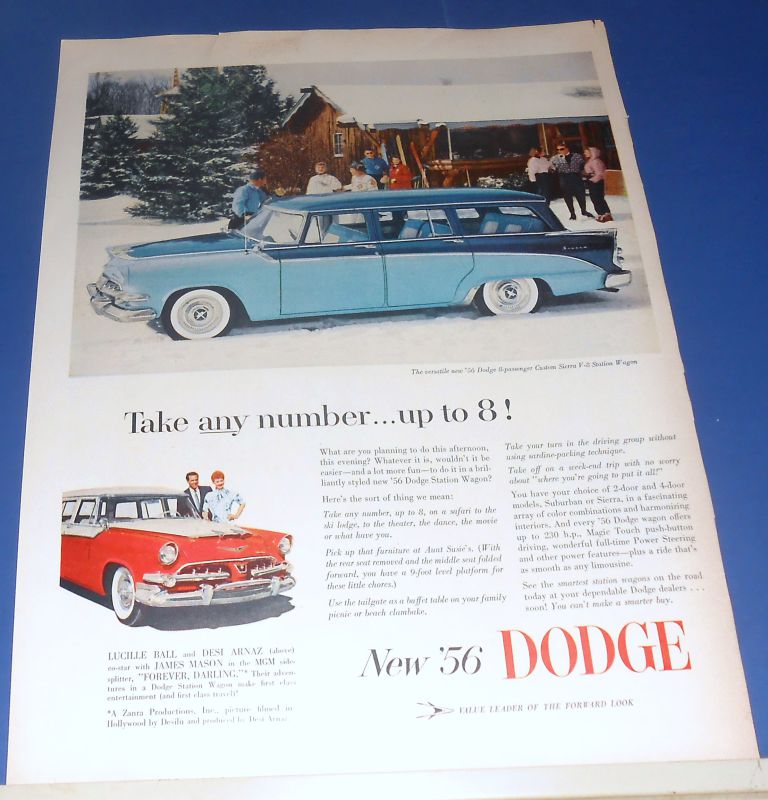 The versatile new '56 Dodge 8-passenger Custom Sierra V-8 Station Wagon
Take any number...up to 8!
What are you planning to do this afternoon,
this evening? Whatever it is, wouldn't it be
easier—and a lot more fun—to do it in a bril-
liantly styled new '56 Dodge Station Wagon?
Here's the sort of thing we mean:
Take any number, up to 8, on a safari to the
ski lodge, to the theater, the dance, the movie
or what have you.
Pick up that furniture at Aunt Susie's. (With
the rear seat removed and the middle seat folded
forward, you have a 9-foot level platform for
these little chores.)
Use the tailgate as a buffet table on your family
picnic or beach clambake.
Take your turn in the driving group without
using sardine-packing technique.
Take off on a week-end trip with no worry
about "where you're going to put it all!"
You have your choice of 2-door and 4-door
models, Suburban or Sierra, in a fascinating
array of color combinations and harmonizing
interiors. And every '56 Dodge wagon offers
up to 230 h.p., Magic Touch push-button
driving, wonderful full-time Power Steering
and other power features—plus a ride that's
as smooth as any limousine.
See the smartest station wagons on the road
today at your dependable Dodge dealers ...
soon! You can't make a smarter buy.
LUCILLE BALL and DESI ARNAZ (above)
co-star with JAMES MASON in the MGM side-
splitter, "FOREVER, DARLING."* Their adven-
tures in a Dodge Station Wagon make first class
entertainment (and first class travel)!
*A Zanra Productions, Inc., picture filmed in
Hollywood by Desilu and produced by Desi Arnaz
New '56 DODGE
VALUE LEADER OF THE FORWARD LOOK